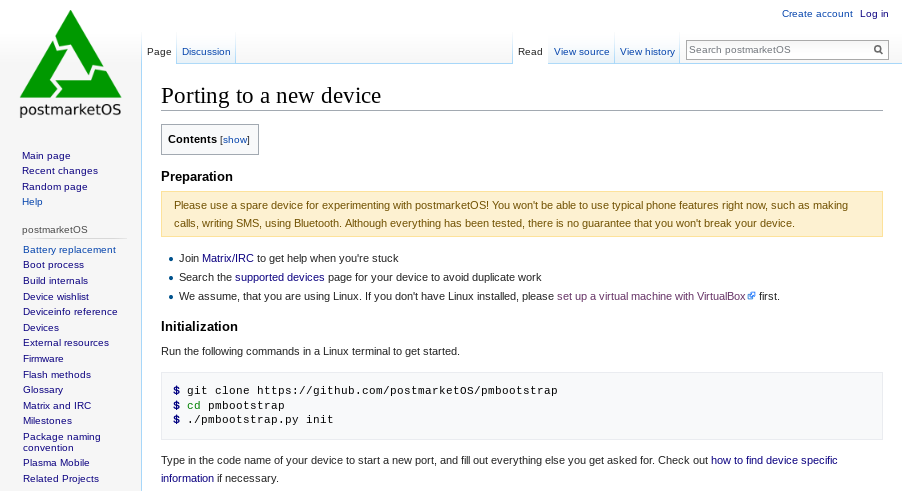 Create account Log in
Page Discussion Read View source View history Search postmarketOS
postmarketOS
Main page
Recent changes
Random page
Help
postmarketOS
Battery replacement
Boot process
Build internals
Device wishlist
Deviceinfo reference
Devices
External resources
Firmware
Flash methods
Glossary
Matrix and IRC
Milestones
Package naming
convention
Plasma Mobile
Related Projects
Porting to a new device
Contents [show]
Preparation
Please use a spare device for experimenting with postmarketOS! You won't be able to use typical phone features right now, such as making
calls, writing SMS, using Bluetooth. Although everything has been tested, there is no guarantee that you won't break your device.
Join Matrix/IRC to get help when you're stuck
Search the supported devices page for your device to avoid duplicate work
We assume, that you are using Linux. If you don't have Linux installed, please set up a virtual machine with VirtualBox first.
Initialization
Run the following commands in a Linux terminal to get started.
$ git clone https://github.com/postmarketOS/pmbootstrap
$ cd pmbootstrap
$ ./pmbootstrap.py init
Type in the code name of your device to start a new port, and fill out everything else you get asked for. Check out how to find device specific
information if necessary.